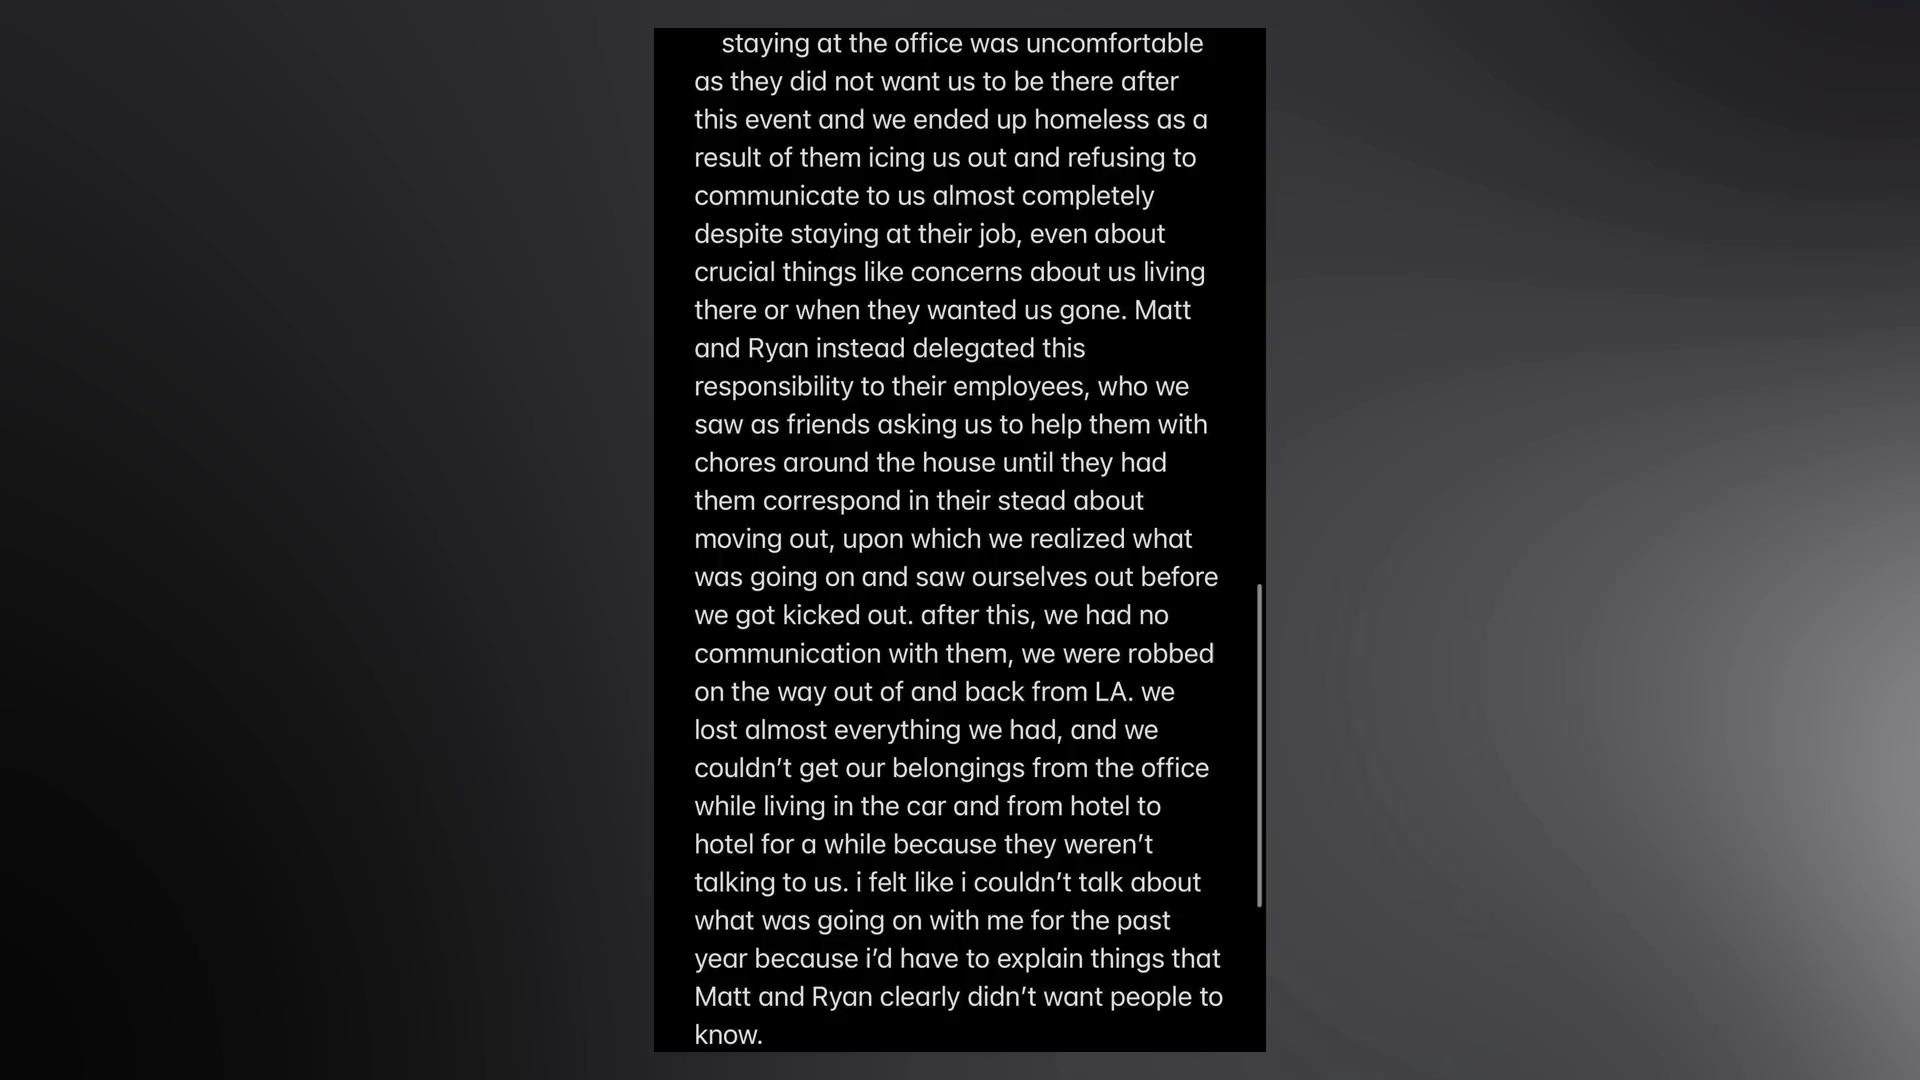 staying at the office was uncomfortable
as they did not want us to be there after
this event and we ended up homeless as a
result of them icing us out and refusing to
communicate to us almost completely
despite staying at their job, even about
crucial things like concerns about us living
there or when they wanted us gone. Matt
and Ryan instead delegated this
responsibility to their employees, who we
saw as friends asking us to help them with
chores around the house until they had
them correspond in their stead about
moving out, upon which we realized what
was going on and saw ourselves out before
we got kicked out. after this, we had no
communication with them, we were robbed
on the way out of and back from LA. we
lost almost everything we had, and we
couldn’t get our belongings from the office
while living in the car and from hotel to
hotel for a while because they weren’t
talking to us. i felt like i couldn’t talk about
what was going on with me for the past
year because i’d have to explain things that
Matt and Ryan clearly didn’t want people to
know.